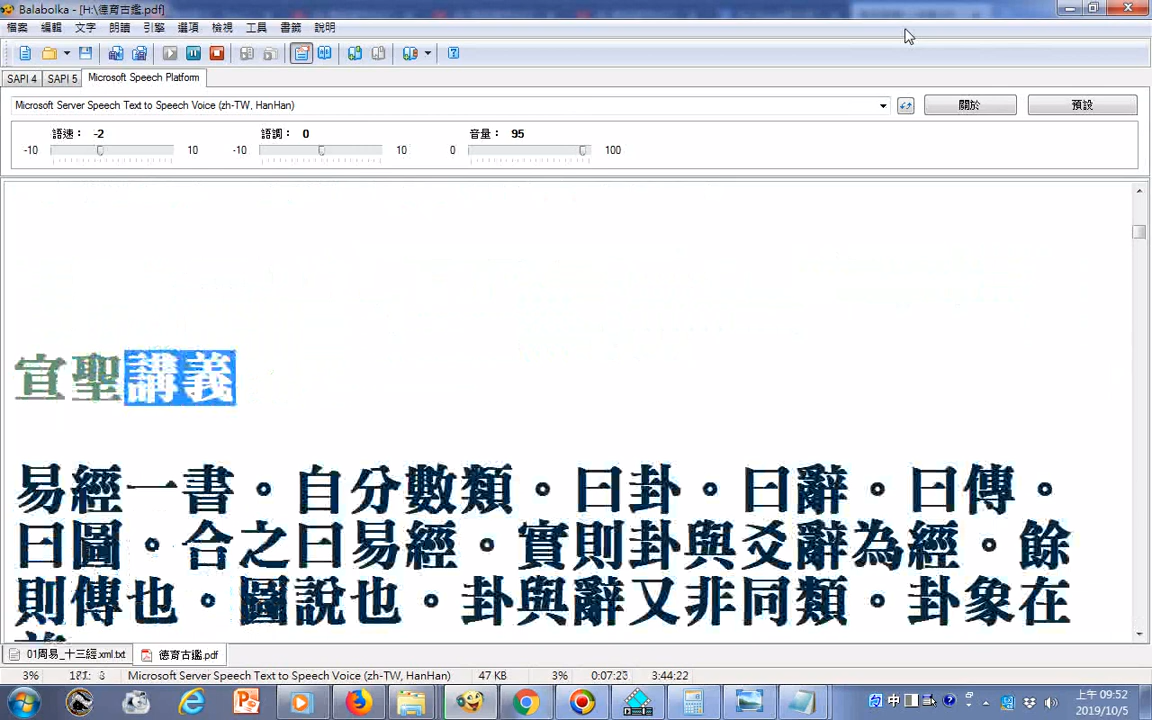 Balabolka - [H:\德育古鑑.pdf]
檔案 編輯 文字 朗讀 引擎 選項 檢視 工具 書籤 說明
SAPI 4 SAPI 5 Microsoft Speech Platform
Microsoft Server Speech Text to Speech Voice (zh-TW, HanHan) 關於 預設
語速： -2 語調： 0 音量： 95
-10 10 -10 10 0 100
宣聖講義
易經一書。自分數類。曰卦。曰辭。曰傳。
曰圖。合之曰易經。實則卦與爻辭為經。餘
則傳也。圖說也。卦與辭又非同類。卦象在
01周易_十三經.xml.txt 德育古鑑.pdf
3% 181: 8 Microsoft Server Speech Text to Speech Voice (zh-TW, HanHan) 47 KB 3% 0:07:23 3:44:22
中 上午 09:52
2019/10/5